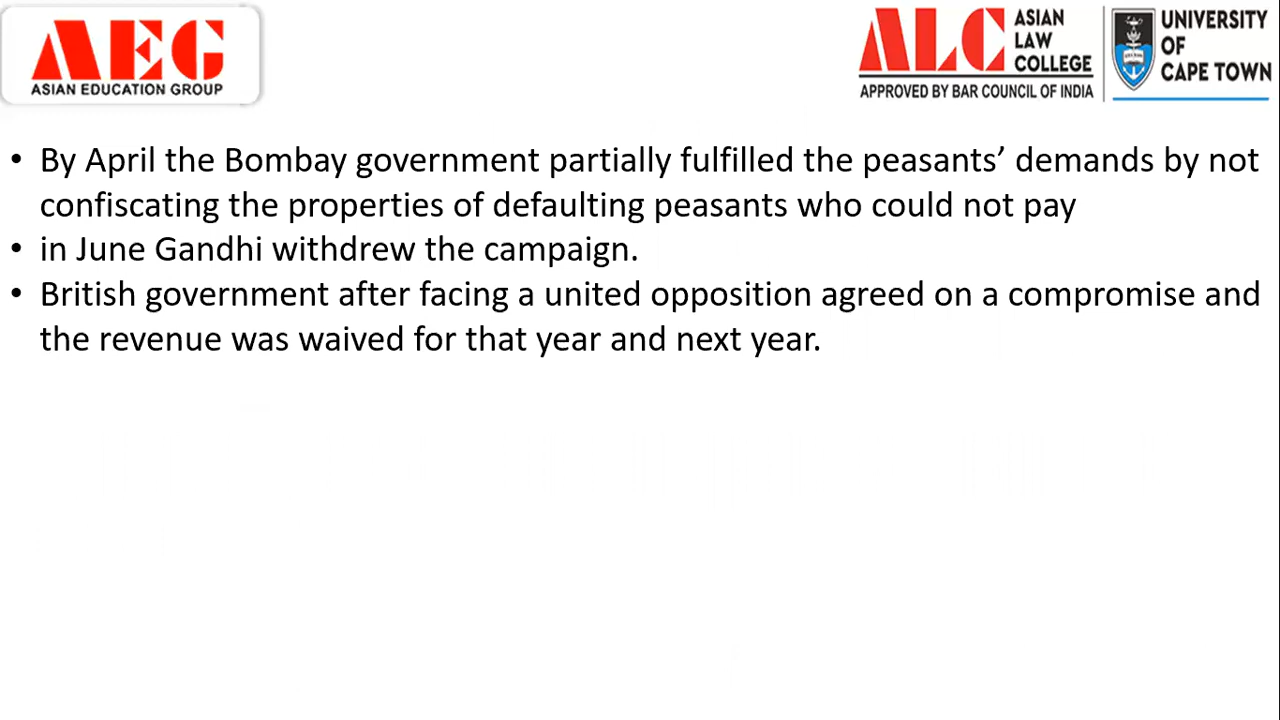 AEG
ASIAN EDUCATION GROUP
ALC
ASIAN
LAW
COLLEGE
APPROVED BY BAR COUNCIL OF INDIA
UNIVERSITY
OF
CAPE TOWN
• By April the Bombay government partially fulfilled the peasants’ demands by not
confiscating the properties of defaulting peasants who could not pay
• in June Gandhi withdrew the campaign.
• British government after facing a united opposition agreed on a compromise and
the revenue was waived for that year and next year.